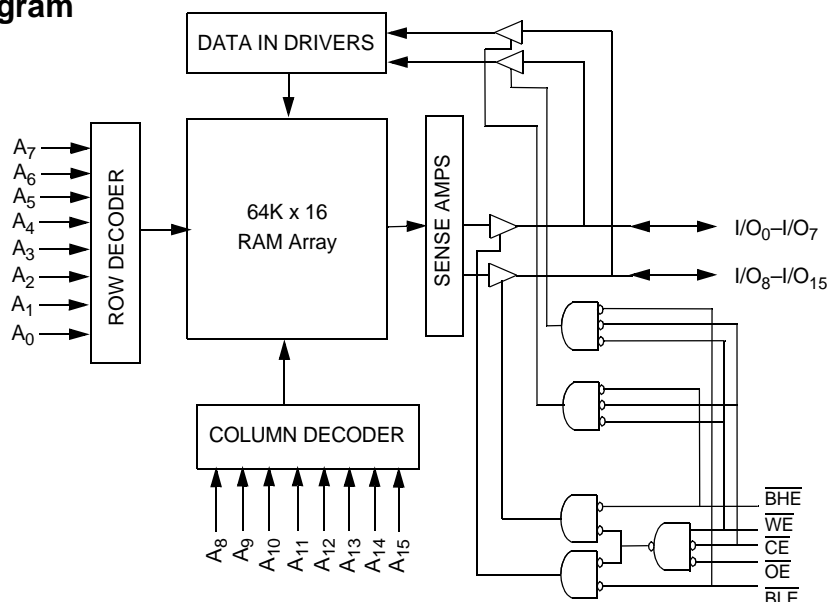 gram
DATA IN DRIVERS
A7
A6
A5
A4
A3
A2
A1
A0
ROW DECODER
64K x 16
RAM Array
SENSE AMPS
I/O0–I/O7
I/O8–I/O15
COLUMN DECODER
A8
A9
A10
A11
A12
A13
A14
A15
BHE
WE
CE
OE
BLE